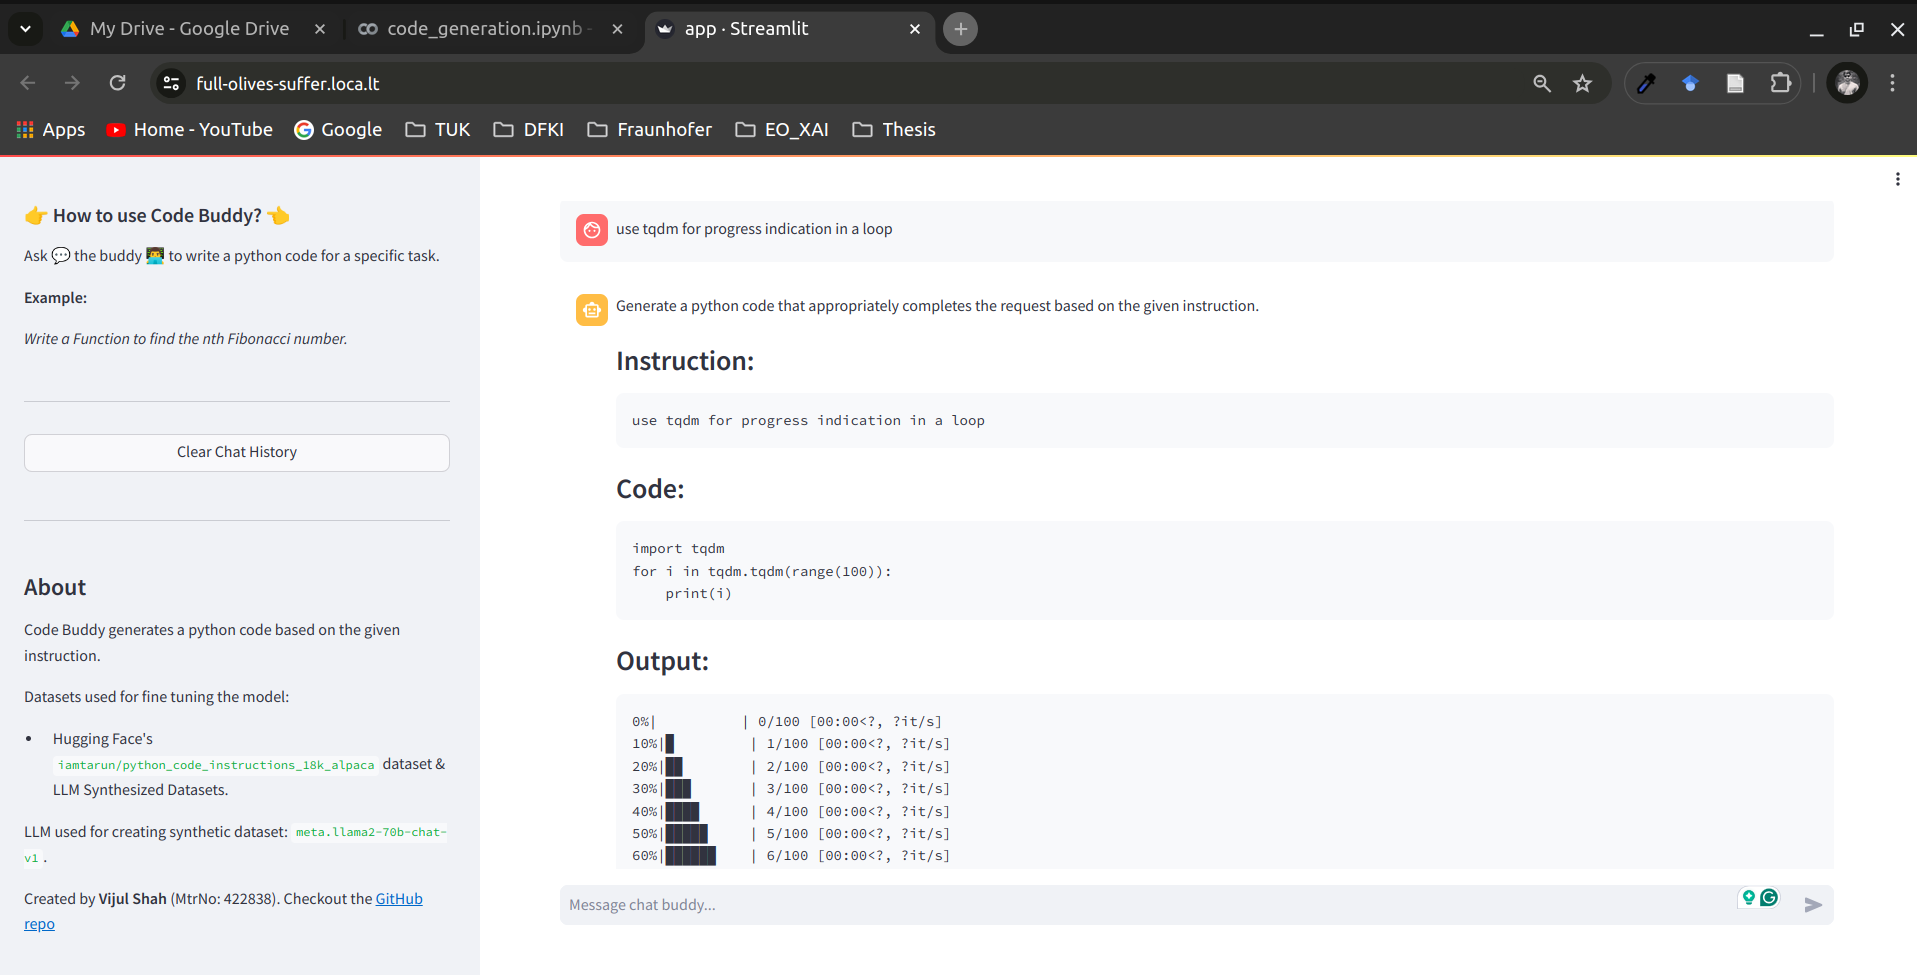 My Drive - Google Drive
code_generation.ipynb -
app · Streamlit
full-olives-suffer.loca.lt
Apps
Home - YouTube
Google
TUK
DFKI
Fraunhofer
EO_XAI
Thesis
👉 How to use Code Buddy? 👈
Ask 💬 the buddy 👨‍💻 to write a python code for a specific task.
Example:
Write a Function to find the nth Fibonacci number.
Clear Chat History
About
Code Buddy generates a python code based on the given
instruction.
Datasets used for fine tuning the model:
• Hugging Face's
iamtarun/python_code_instructions_18k_alpaca dataset &
LLM Synthesized Datasets.
LLM used for creating synthetic dataset: meta.llama2-70b-chat-
v1 .
Created by Vijul Shah (MtrNo: 422838). Checkout the GitHub
repo
use tqdm for progress indication in a loop
Generate a python code that appropriately completes the request based on the given instruction.
Instruction:
use tqdm for progress indication in a loop
Code:
import tqdm
for i in tqdm.tqdm(range(100)):
    print(i)
Output:
0%|          | 0/100 [00:00<?, ?it/s]
10%|█         | 1/100 [00:00<?, ?it/s]
20%|██        | 2/100 [00:00<?, ?it/s]
30%|███       | 3/100 [00:00<?, ?it/s]
40%|████      | 4/100 [00:00<?, ?it/s]
50%|█████     | 5/100 [00:00<?, ?it/s]
60%|██████    | 6/100 [00:00<?, ?it/s]
Message chat buddy...